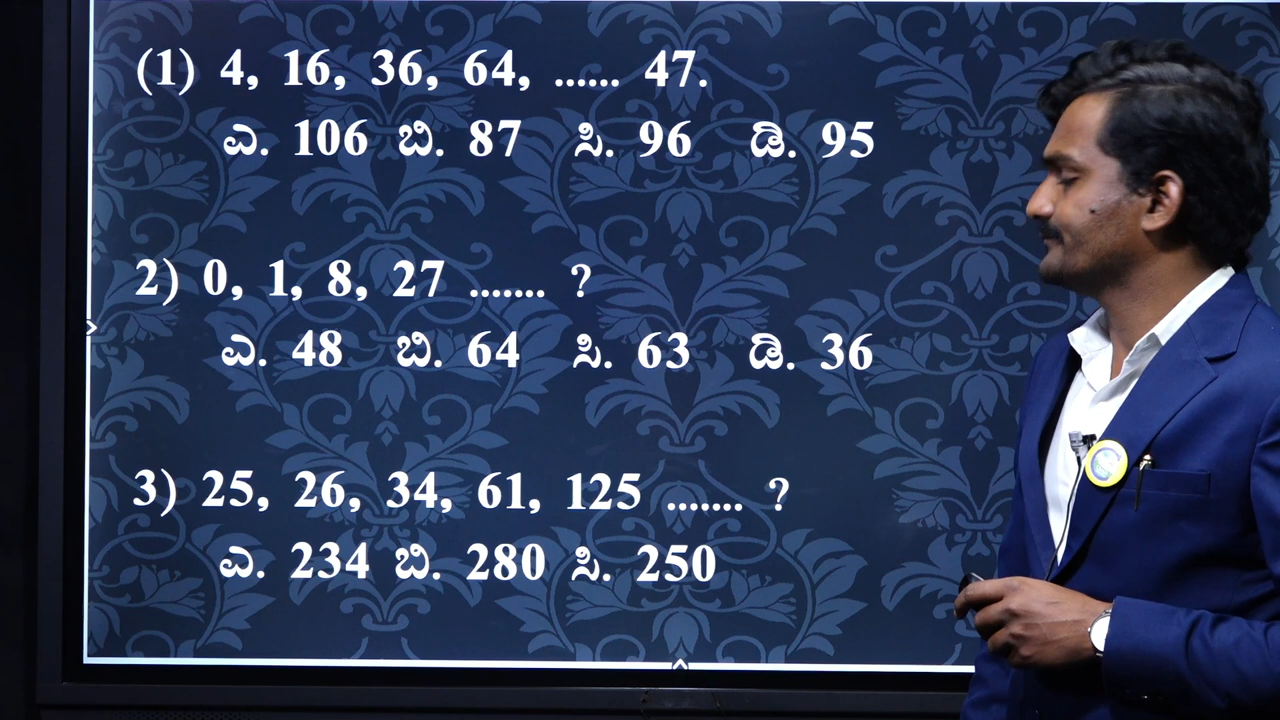 (1) 4, 16, 36, 64, ...... 47.
ಎ. 106 ಬಿ. 87 ಸಿ. 96 ಡಿ. 95
2) 0, 1, 8, 27 ....... ?
ಎ. 48 ಬಿ. 64 ಸಿ. 63 ಡಿ. 36
3) 25, 26, 34, 61, 125 ....... ?
ಎ. 234 ಬಿ. 280 ಸಿ. 250